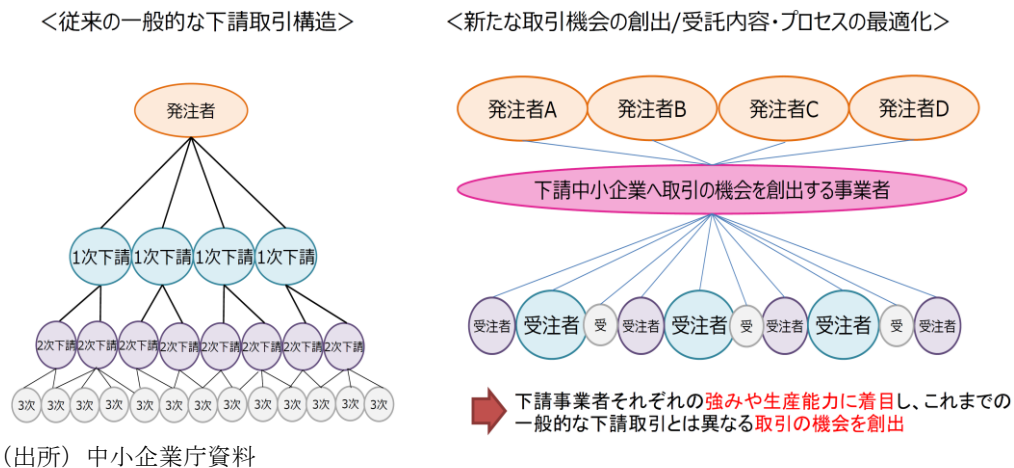 <従来の一般的な下請取引構造>
<新たな取引機会の創出/受託内容・プロセスの最適化>
発注者
1次下請 1次下請 1次下請 1次下請
2次下請 2次下請 2次下請 2次下請 2次下請 2次下請 2次下請 2次下請
3次 3次 3次 3次 3次 3次 3次 3次 3次 3次 3次 3次 3次
発注者A 発注者B 発注者C 発注者D
下請中小企業へ取引の機会を創出する事業者
受注者 受注者 受 受注者 受注者 受 受注者 受注者 受 受注者
下請事業者それぞれの強みや生産能力に着目し、これまでの
一般的な下請取引とは異なる取引の機会を創出
(出所) 中小企業庁資料